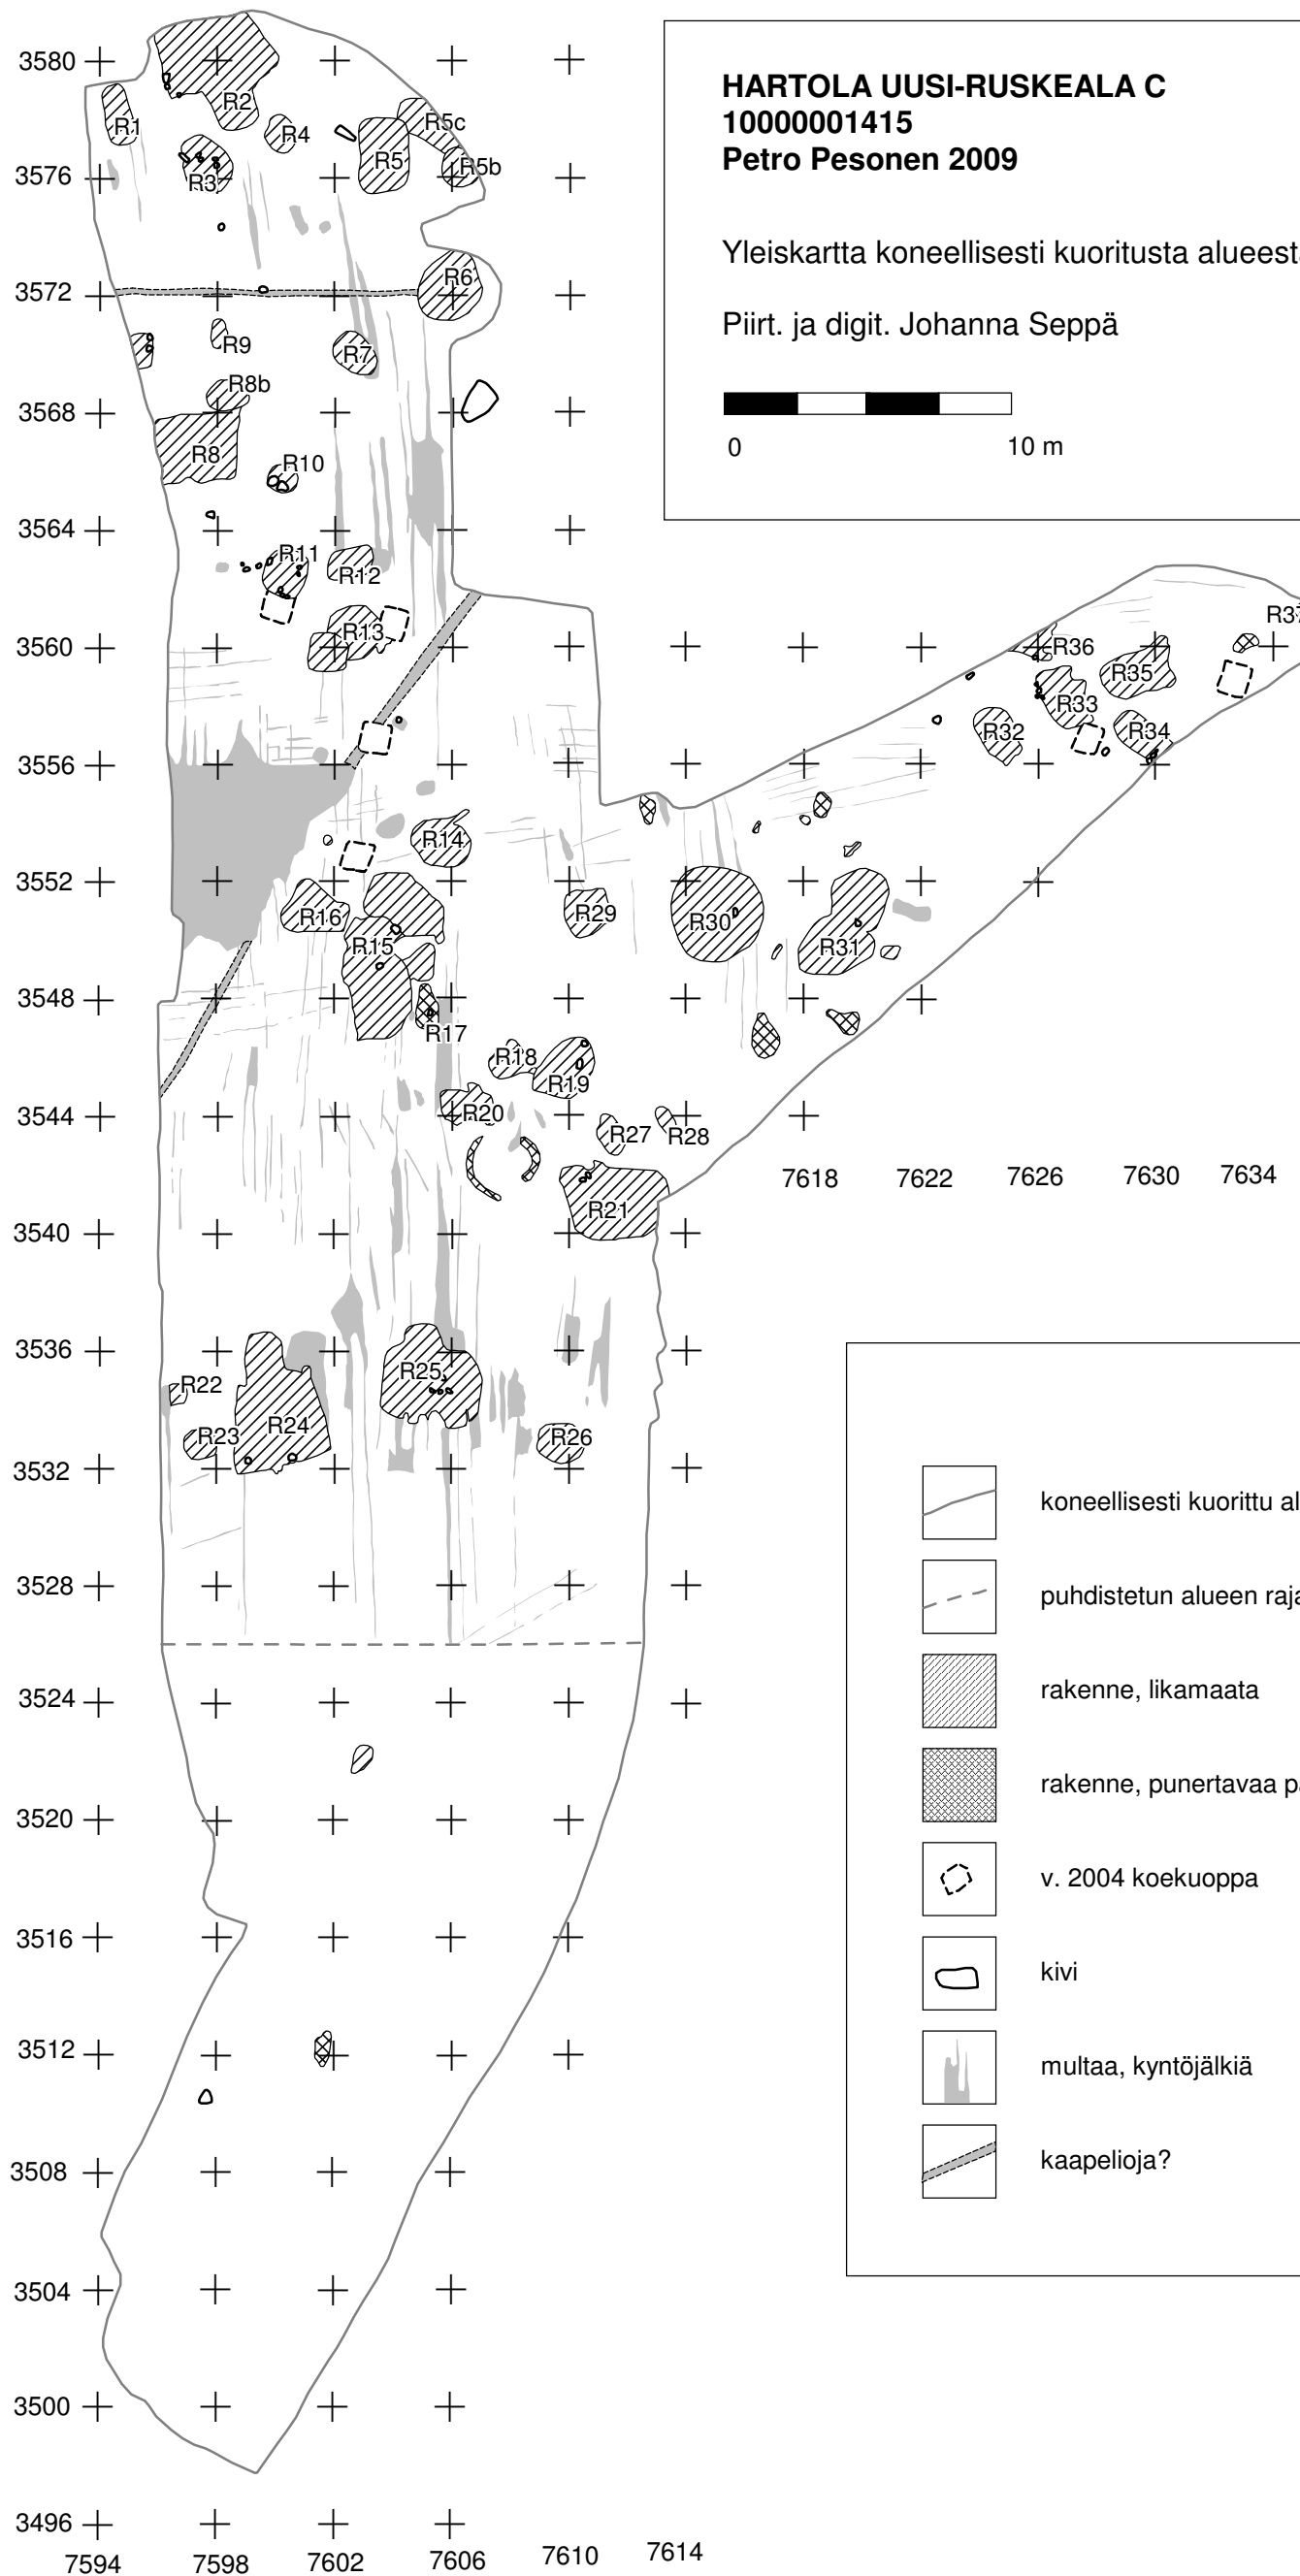 HARTOLA UUSI-RUSKEALA C
10000001415
Petro Pesonen 2009
Yleiskartta koneellisesti kuoritusta alueest
Piirt. ja digit. Johanna Seppä
0 10 m
3580
R2
R1
R4
R5c
R5
R5b
3576
R3
R6
3572
R9
R7
R8b
3568
R8
R10
3564
R11
R12
R13
3560
R36
R37
R35
R33
R32
R34
3556
R14
3552
R16
R29
R30
R15
R31
3548
R17
R18
R19
3544
R20
R27
R28
7618 7622 7626 7630 7634
R21
3540
3536
R25
R22
R24
R23
R26
3532
3528
3524
3520
3516
3512
3508
3504
3500
3496
7594 7598 7602 7606 7610 7614
koneellisesti kuorittu al
puhdistetun alueen raja
rakenne, likamaata
rakenne, punertavaa pa
v. 2004 koekuoppa
kivi
multaa, kyntöjälkiä
kaapelioja?